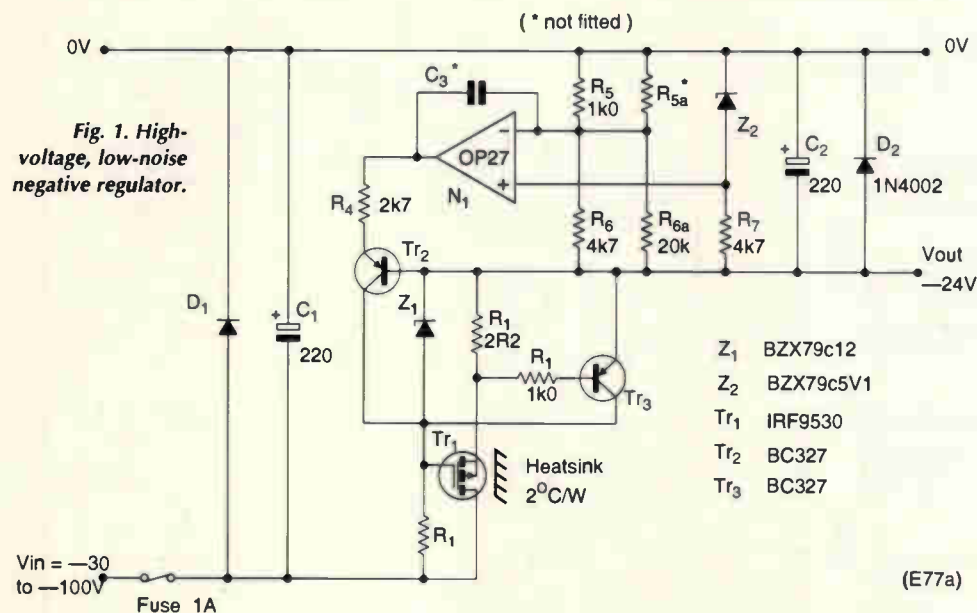 ( * not fitted )
0V
0V
C3*
R5
1k0
R5a*
Z2
C2
+
220
D2
1N4002
Fig. 1. High-
voltage, low-noise
negative regulator.
OP27
−
+
N1
R4
2k7
R6
4k7
R6a
20k
R7
4k7
Tr2
Vout
—24V
D1
+
C1
220
Z1
R1
2R2
R1
1k0
Tr3
Tr1
Heatsink
2°C/W
R1
Z1 BZX79c12
Z2 BZX79c5V1
Tr1 IRF9530
Tr2 BC327
Tr3 BC327
Vin = —30
to —100V
Fuse 1A
(E77a)